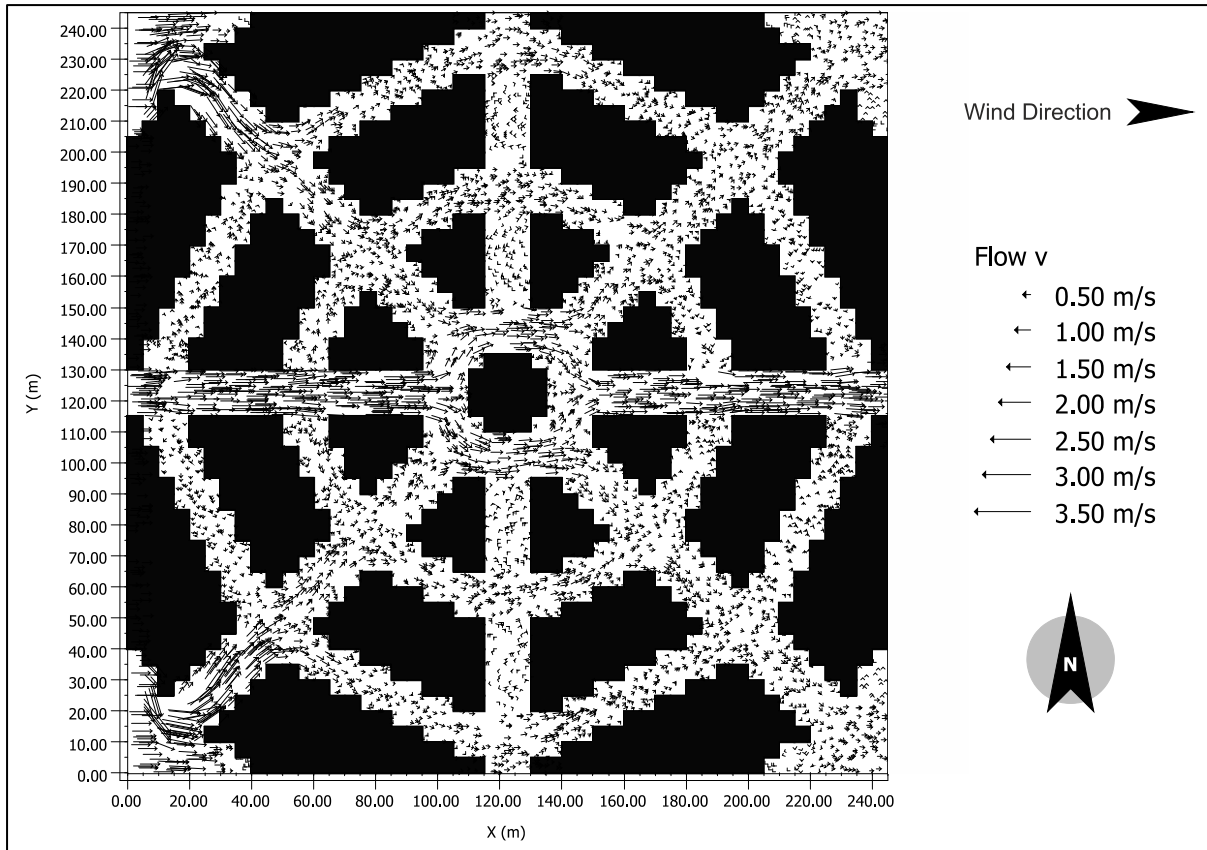 240.00
230.00
220.00
210.00
200.00
190.00
180.00
170.00
160.00
150.00
140.00
130.00
120.00
110.00
100.00
90.00
80.00
70.00
60.00
50.00
40.00
30.00
20.00
10.00
0.00
Y (m)
0.00 20.00 40.00 60.00 80.00 100.00 120.00 140.00 160.00 180.00 200.00 220.00 240.00
X (m)
Wind Direction
Flow v
0.50 m/s
1.00 m/s
1.50 m/s
2.00 m/s
2.50 m/s
3.00 m/s
3.50 m/s
N